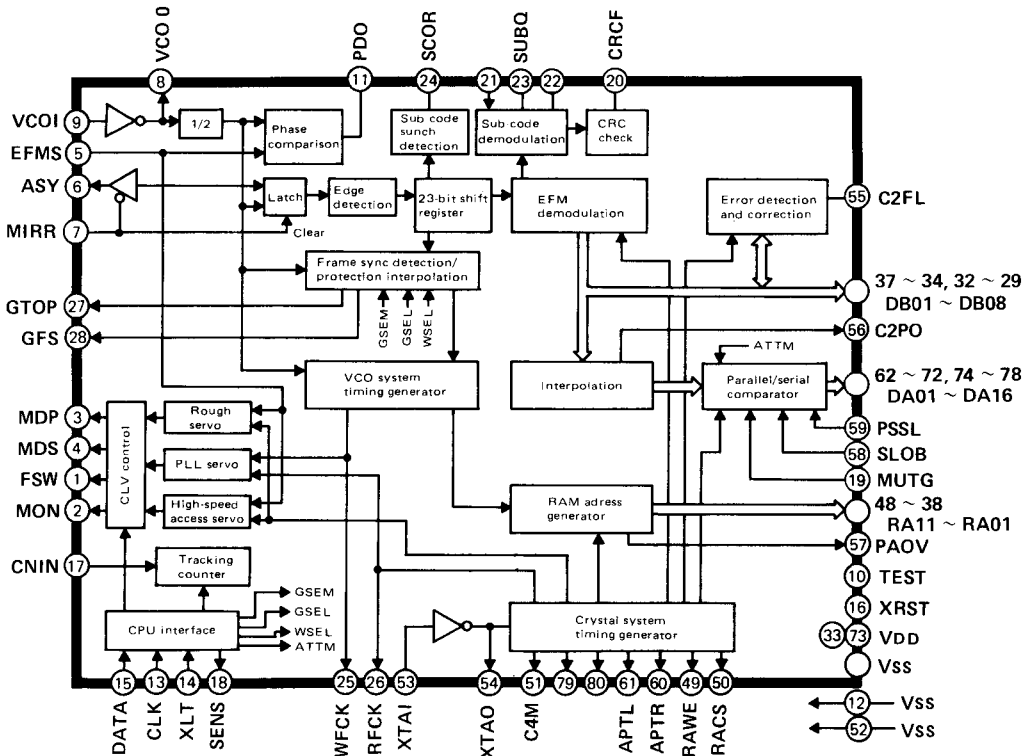 VCO 0
PDO
SCOR
SUBQ
CRCF
8
11
24
21
23
22
20
VCOI 9
EFMS 5
ASY 6
MIRR 7
GTOP 27
GFS 28
MDP 3
MDS 4
FSW 1
MON 2
CNIN 17
1/2
Phase
comparison
Sub code
sunch
detection
Sub-code
demodulation
CRC
check
Latch
Clear
Edge
detection
23-bit shift
register
EFM
demodulation
Error detection
and correction
Frame sync detection/
protection interpolation
GSEM
GSEL
WSEL
VCO system
timing generator
Interpolation
ATTM
Parallel/serial
comparator
CLV control
Rough
servo
PLL servo
High-speed
access servo
RAM adress
generator
Tracking
counter
CPU interface
GSEM
GSEL
WSEL
ATTM
Crystal system
timing generator
55 C2FL
37 ~ 34, 32 ~ 29
DB01 ~ DB08
56 C2PO
62 ~ 72, 74 ~ 78
DA01 ~ DA16
59 PSSL
58 SLOB
19 MUTG
48 ~ 38
RA11 ~ RA01
57 PAOV
10 TEST
16 XRST
33 73 VDD
VSS
12 VSS
52 VSS
15
13
14
18
25
26
53
54
51
79
80
61
60
49
50
DATA
CLK
XLT
SENS
WFCK
RFCK
XTAI
XTAO
C4M
APTL
APTR
RAWE
RACS